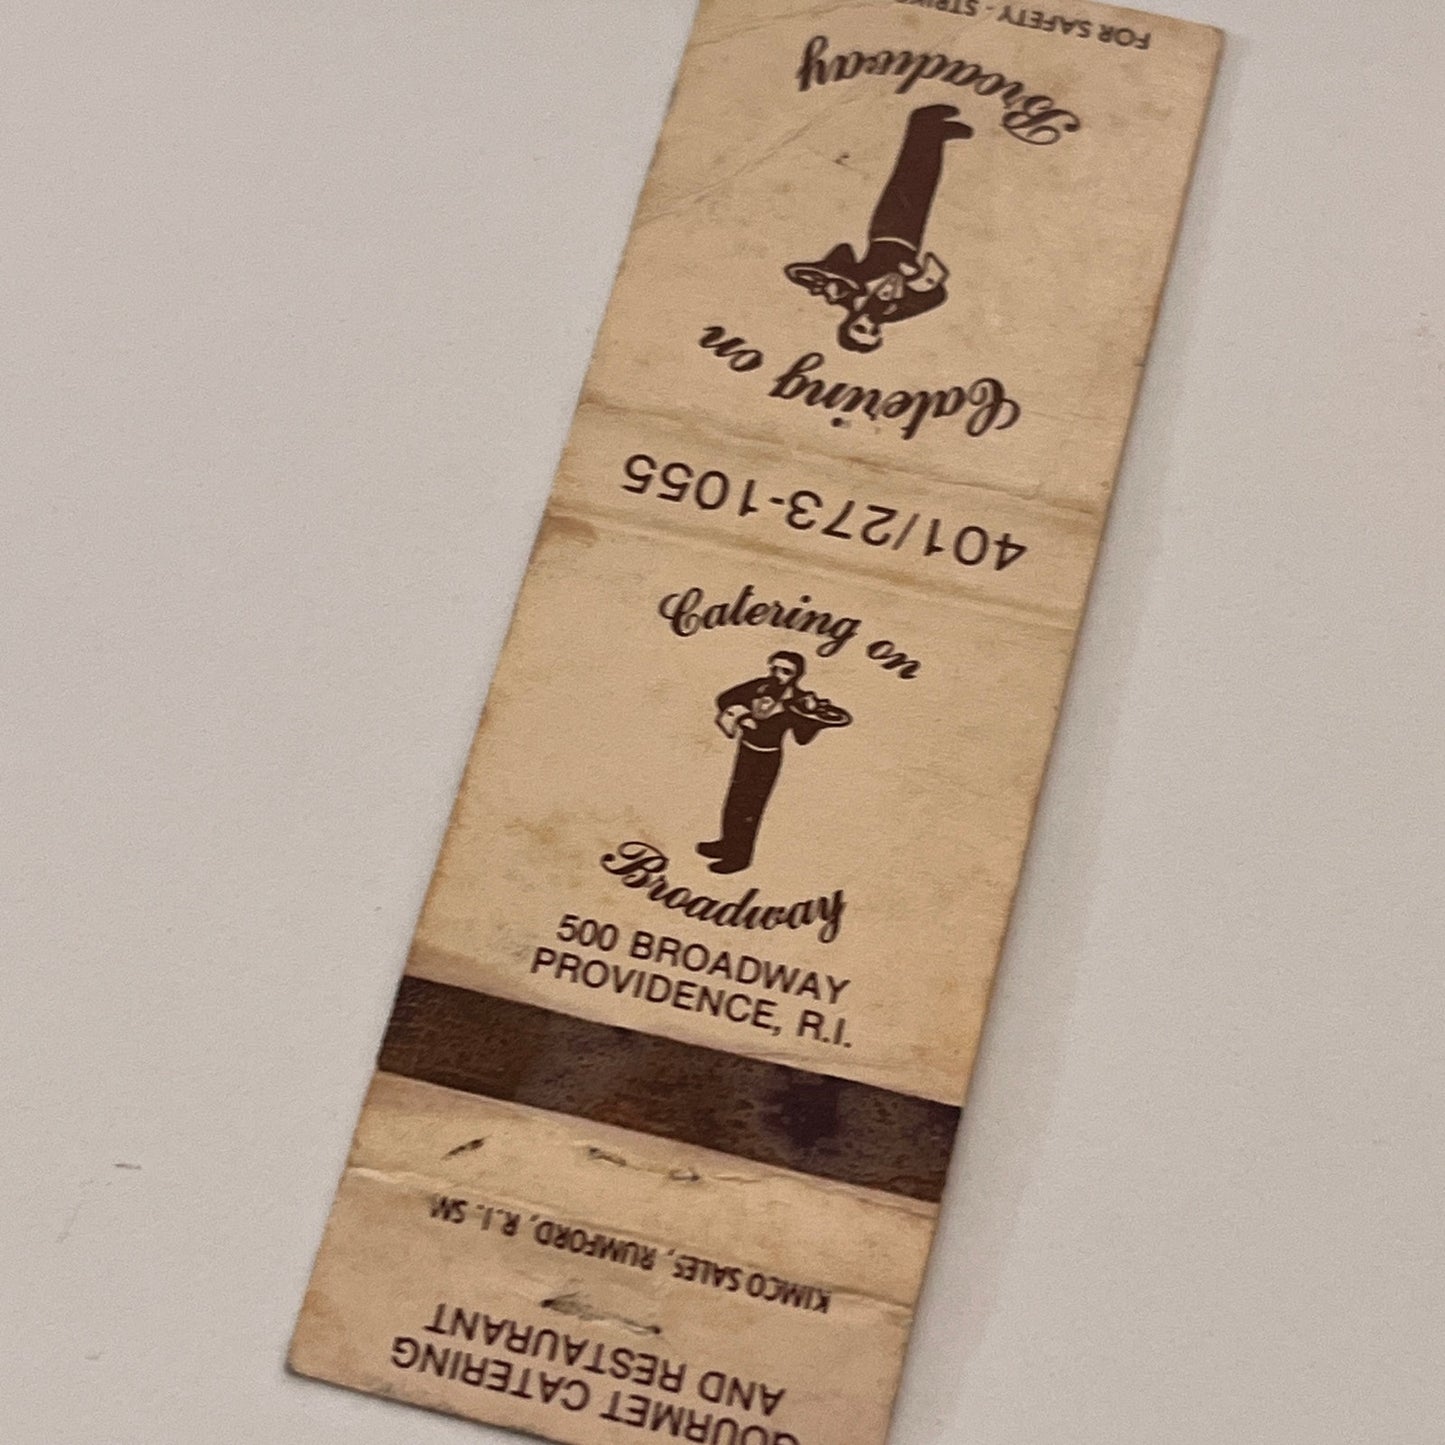 FOR SAFETY - STRIKE
Catering on
Broadway
401/273-1055
Catering on
Broadway
500 BROADWAY
PROVIDENCE, R.I.
KIMCO SALES, RUMFORD, R.I. SM
GOURMET CATERING
AND RESTAURANT